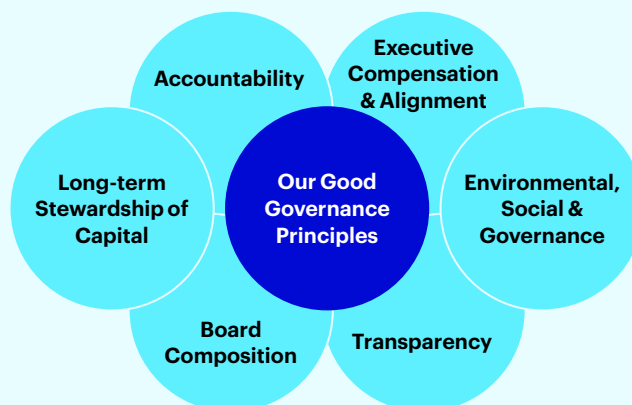 Accountability
Executive
Compensation
& Alignment
Long-term
Stewardship of
Capital
Our Good
Governance
Principles
Environmental,
Social &
Governance
Board
Composition
Transparency